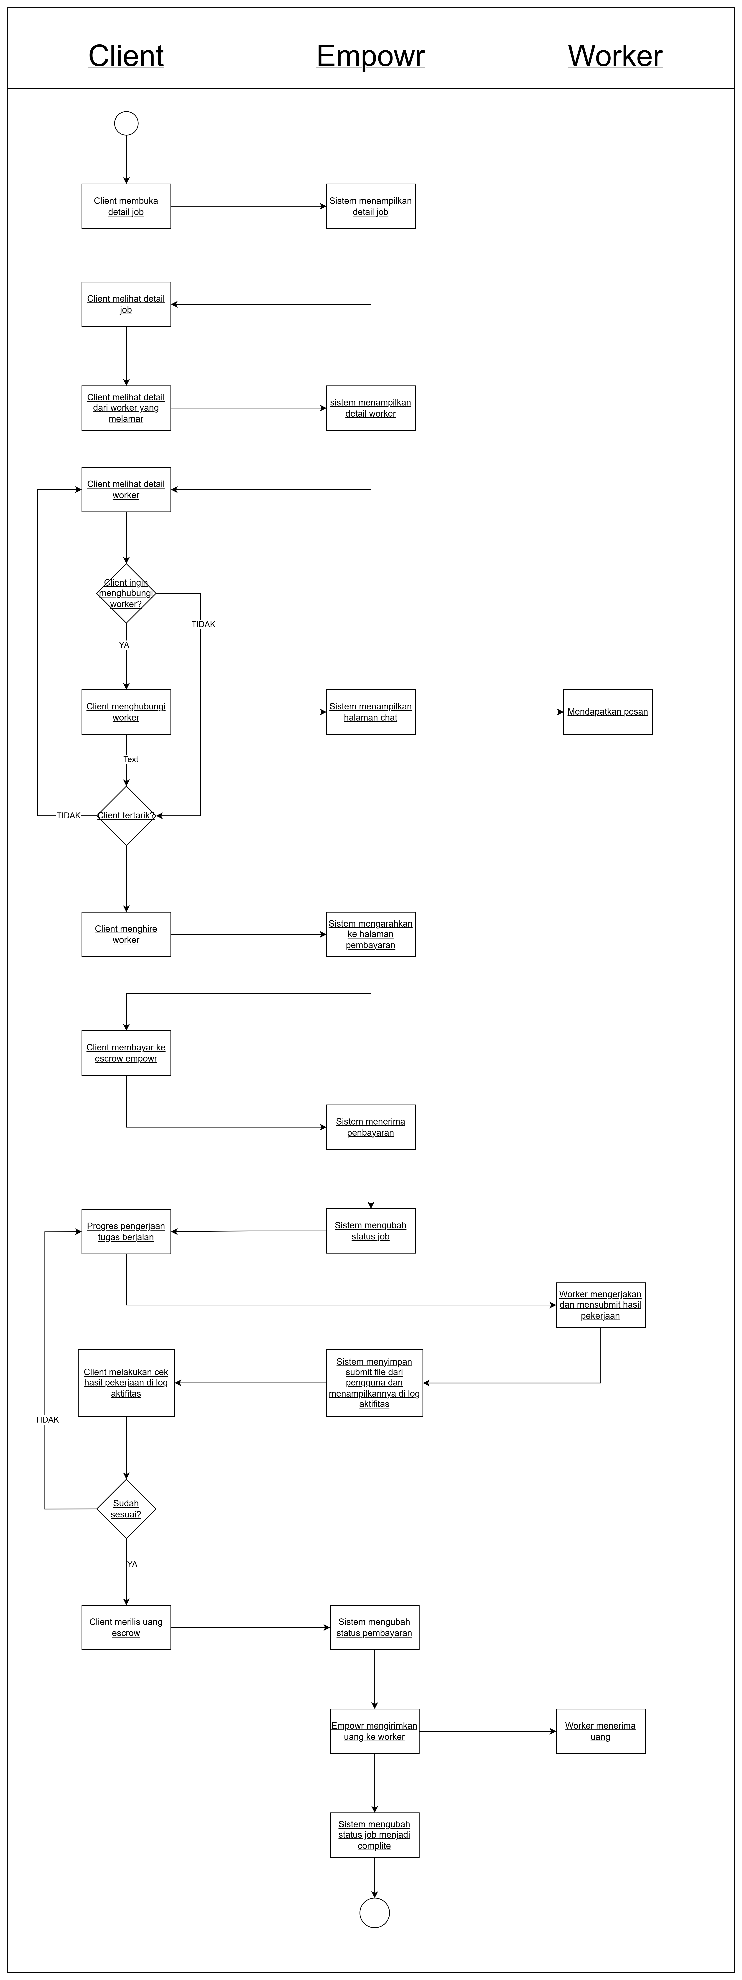 Client
Empowr
Worker
Client membuka
detail job
Sistem menampilkan
detail job
Client melihat detail
job
Client melihat detail
dari worker yang
melamar
sistem menampilkan
detail worker
Client melihat detail
worker
Client ingin
menghubungi
worker?
TIDAK
YA
Client menghubungi
worker
Sistem menampilkan
halaman chat
Mendapatkan pesan
Text
TIDAK
Client tertarik?
Client menghire
worker
Sistem mengarahkan
ke halaman
pembayaran
Client membayar ke
escrow empowr
Sistem menerima
penbayaran
Progres pengerjaan
tugas berjalan
Sistem mengubah
status job
Worker mengerjakan
dan mensubmit hasil
pekerjaan
Client melakukan cek
hasil pekerjaan di log
aktifitas
Sistem menyimpan
submit file dari
pengguna dan
menampilkannya di log
aktifitas
TIDAK
Sudah
sesuai?
YA
Client merilis uang
escrow
Sistem mengubah
status pembayaran
Empowr mengirimkan
uang ke worker
Worker menerima
uang
Sistem mengubah
status job menjadi
complite